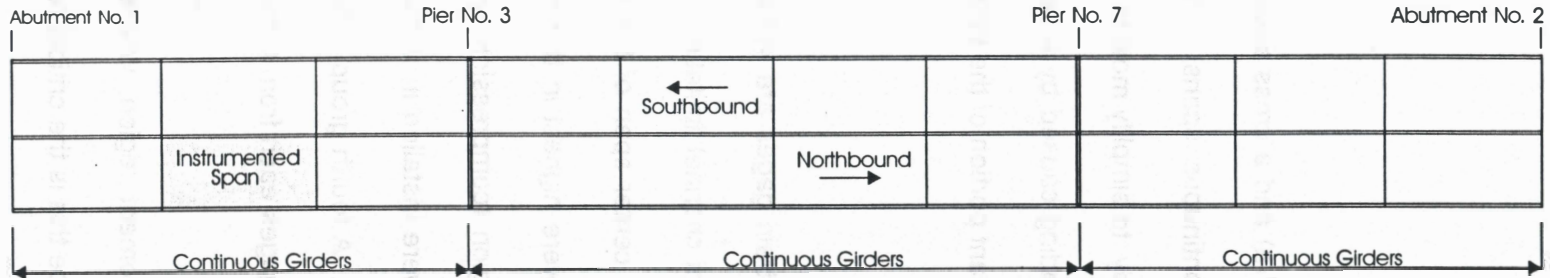 Abutment No. 1
Pier No. 3
Pier No. 7
Abutment No. 2
Southbound
Instrumented
Span
Northbound
Continuous Girders
Continuous Girders
Continuous Girders